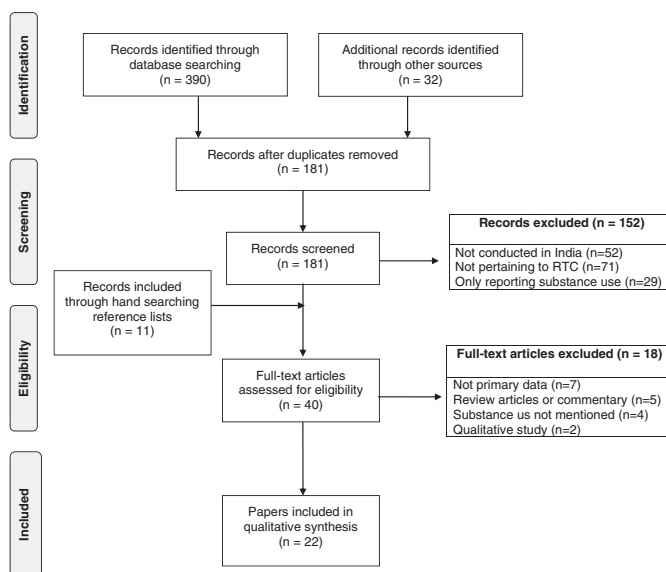 Identification
Records identified through
database searching
(n = 390)
Additional records identified
through other sources
(n = 32)
Records after duplicates removed
(n = 181)
Screening
Records screened
(n = 181)
Records excluded (n = 152)
Not conducted in India (n=52)
Not pertaining to RTC (n=71)
Only reporting substance use (n=29)
Records included
through hand searching
reference lists
(n = 11)
Eligibility
Full-text articles
assessed for eligibility
(n = 40)
Full-text articles excluded (n = 18)
Not primary data (n=7)
Review articles or commentary (n=5)
Substance us not mentioned (n=4)
Qualitative study (n=2)
Included
Papers included in
qualitative synthesis
(n = 22)